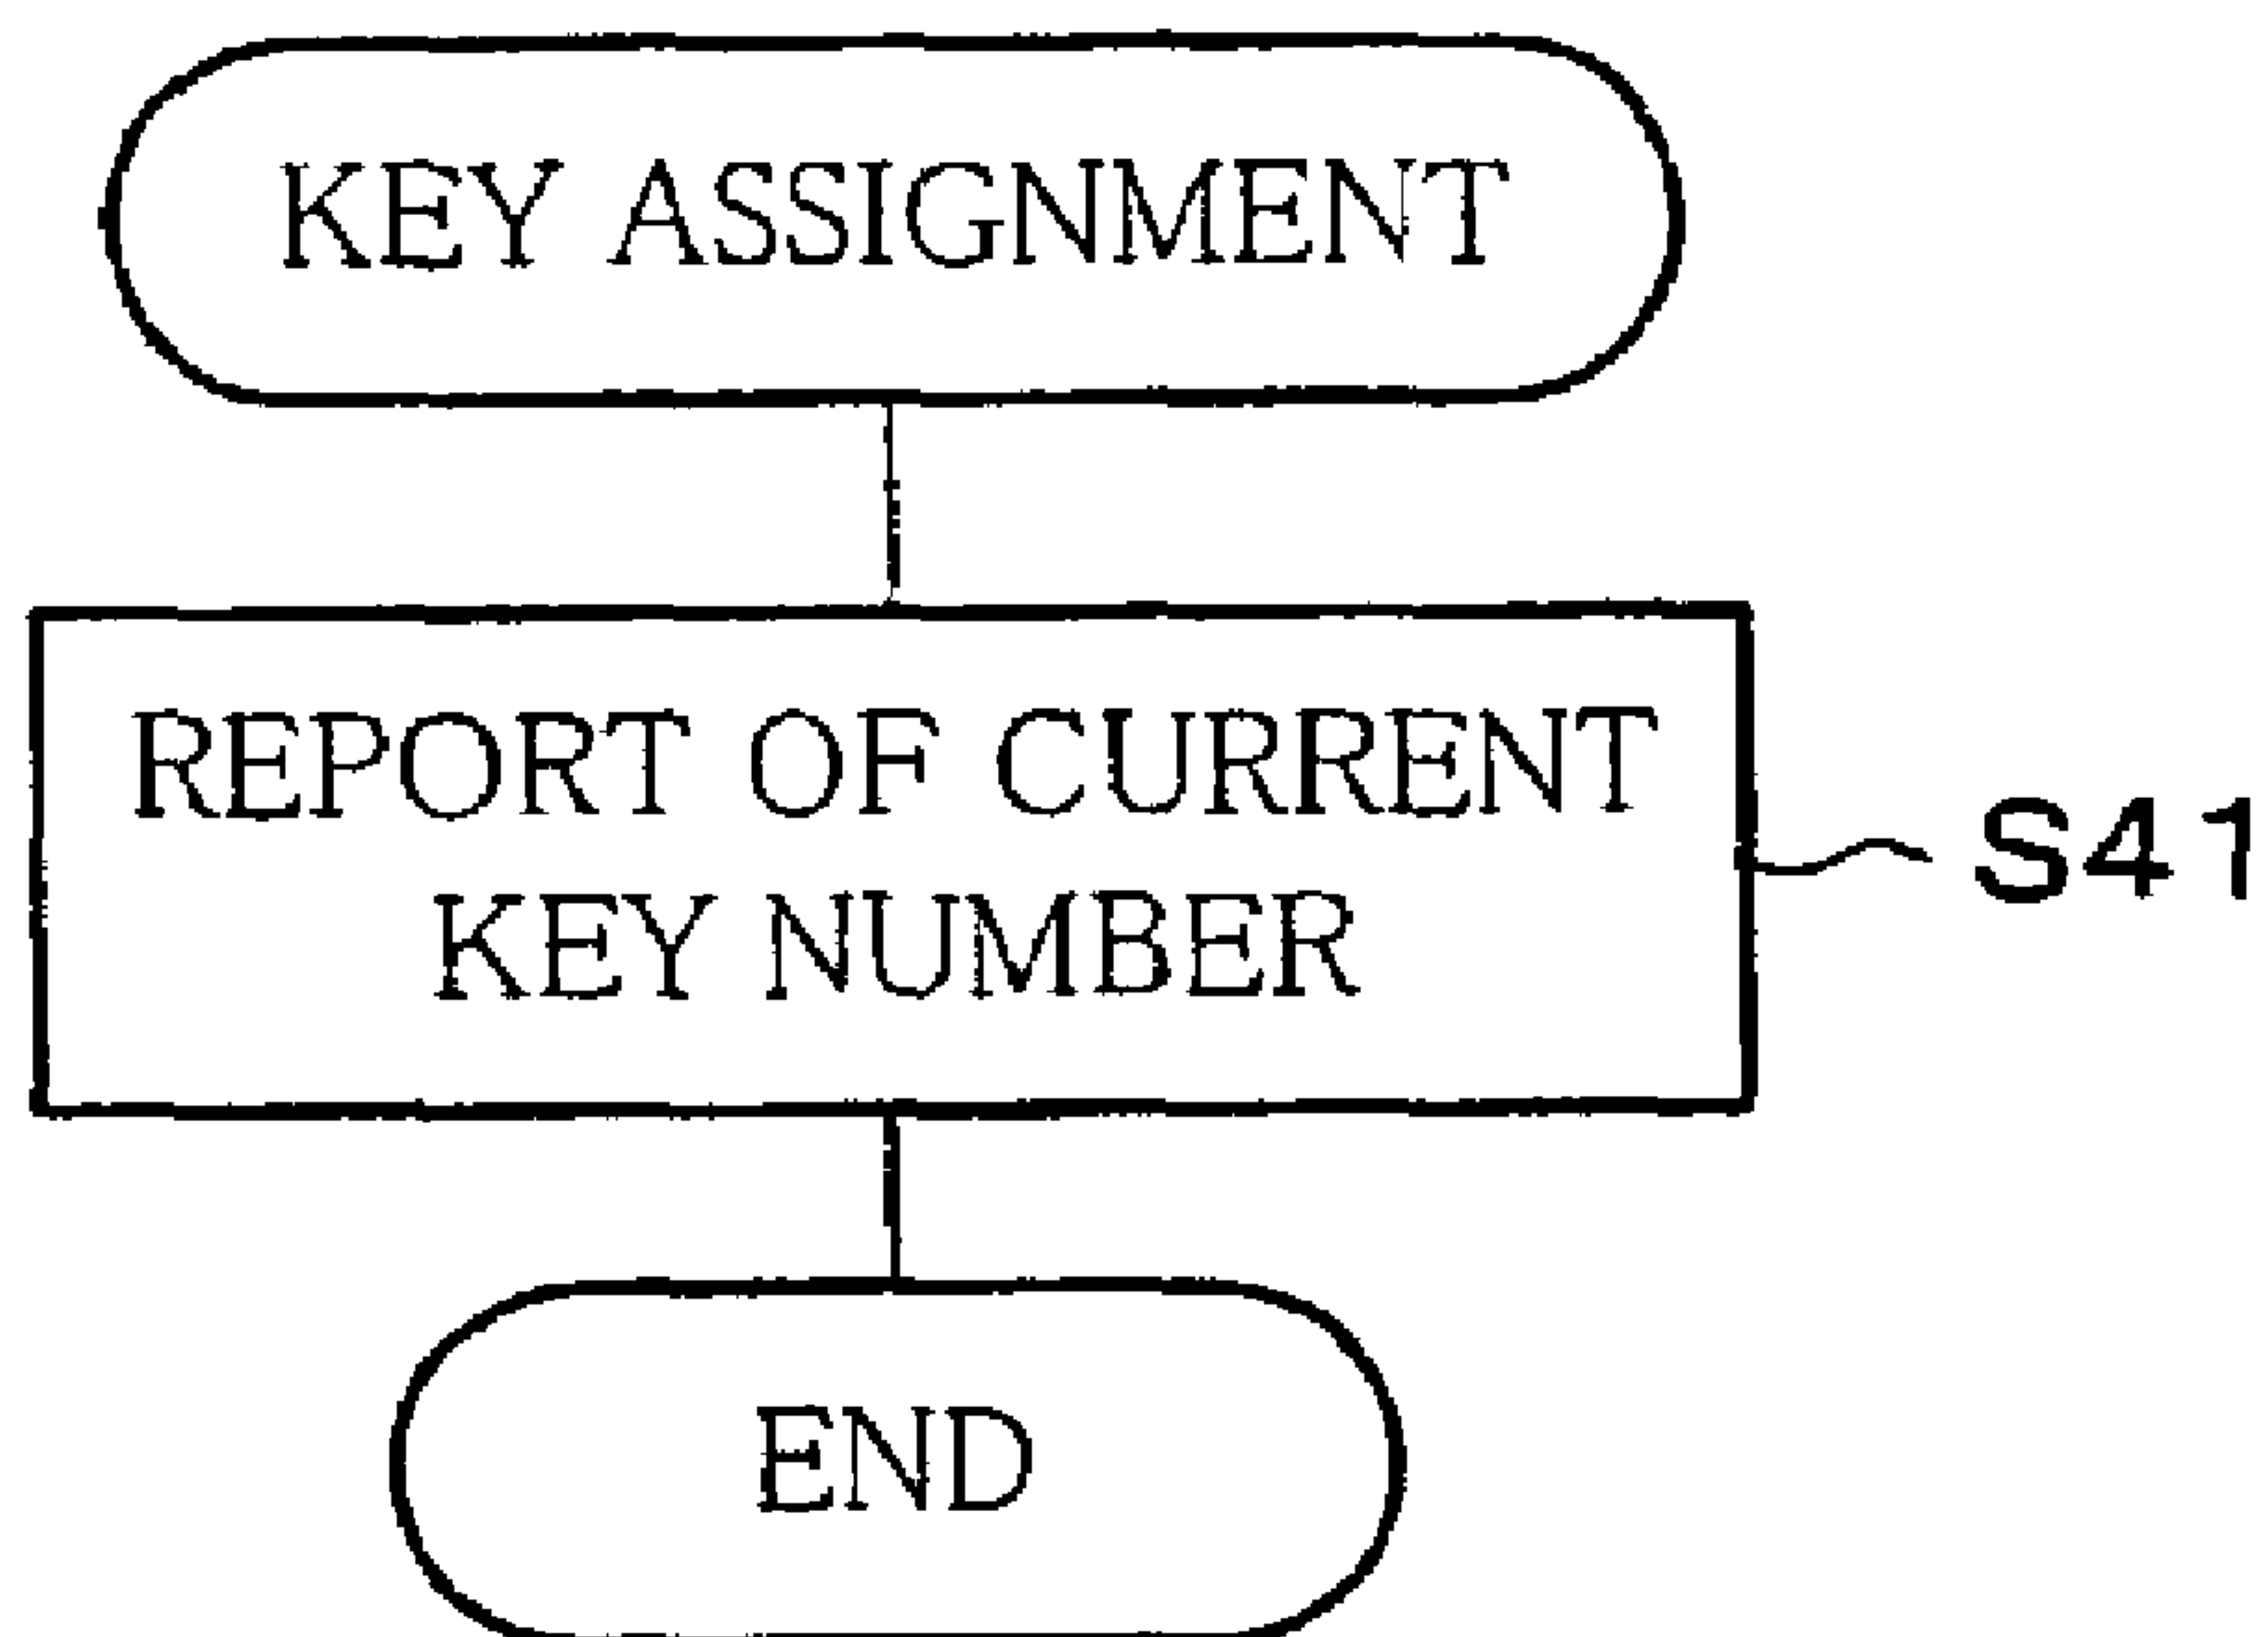 KEY ASSIGNMENT
REPORT OF CURRENT
KEY NUMBER
S41
END